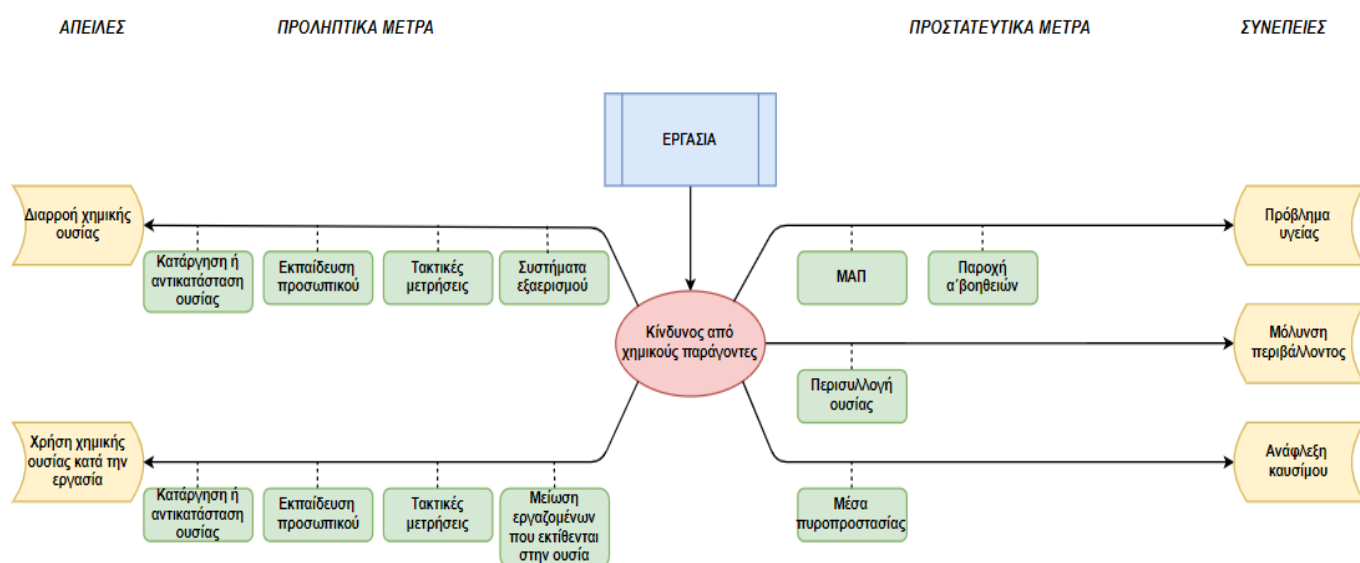 ΑΠΕΙΛΕΣ
ΠΡΟΛΗΠΤΙΚΑ ΜΕΤΡΑ
ΠΡΟΣΤΑΤΕΥΤΙΚΑ ΜΕΤΡΑ
ΣΥΝΕΠΕΙΕΣ
ΕΡΓΑΣΙΑ
Διαρροή χημικής
ουσίας
Κατάργηση ή
αντικατάσταση
ουσίας
Εκπαίδευση
προσωπικού
Τακτικές
μετρήσεις
Συστήματα
εξαερισμού
ΜΑΠ
Παροχή
α΄βοηθειών
Πρόβλημα
υγείας
Κίνδυνος από
χημικούς παράγοντες
Περισυλλογή
ουσίας
Μόλυνση
περιβάλλοντος
Χρήση χημικής
ουσίας κατά την
εργασία
Κατάργηση ή
αντικατάσταση
ουσίας
Εκπαίδευση
προσωπικού
Τακτικές
μετρήσεις
Μείωση
εργαζομένων
που εκτίθενται
στην ουσία
Μέσα
πυροπροστασίας
Ανάφλεξη
καυσίμου